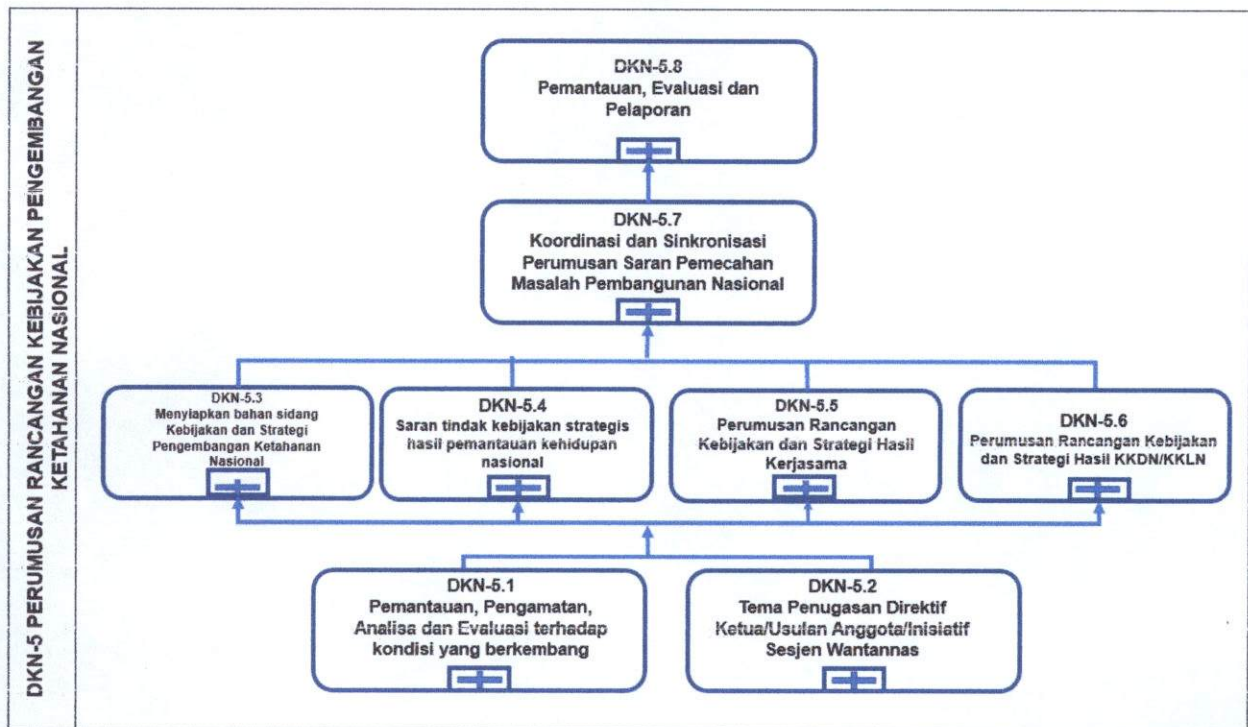 DKN-5 PERUMUSAN RANCANGAN KEBIJAKAN PENGEMBANGAN
KETAHANAN NASIONAL
DKN-5.8
Pemantauan, Evaluasi dan
Pelaporan
DKN-5.7
Koordinasi dan Sinkronisasi
Perumusan Saran Pemecahan
Masalah Pembangunan Nasional
DKN-5.3
Menyiapkan bahan sidang
Kebijakan dan Strategi
Pengembangan Ketahanan
Nasional
DKN-5.4
Saran tindak kebijakan strategis
hasil pemantauan kehidupan
nasional
DKN-5.5
Perumusan Rancangan
Kebijakan dan Strategi Hasil
Kerjasama
DKN-5.6
Perumusan Rancangan Kebijakan
dan Strategi Hasil KKDN/KKLN
DKN-5.1
Pemantauan, Pengamatan,
Analisa dan Evaluasi terhadap
kondisi yang berkembang
DKN-5.2
Tema Penugasan Direktif
Ketua/Usulan Anggota/Inisiatif
Sesjen Wantannas